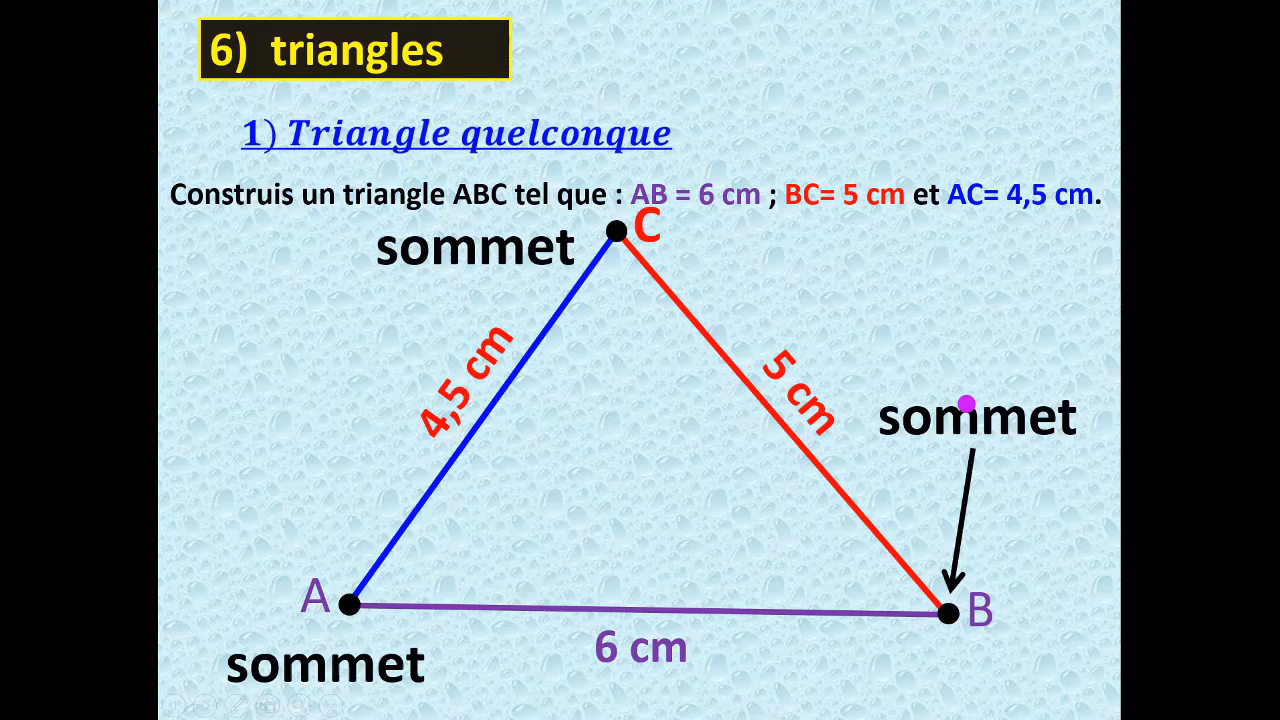 6) triangles
1) Triangle quelconque
Construis un triangle ABC tel que : AB = 6 cm ; BC= 5 cm et AC= 4,5 cm.
C
sommet
4,5 cm
5 cm
sommet
A
B
6 cm
sommet